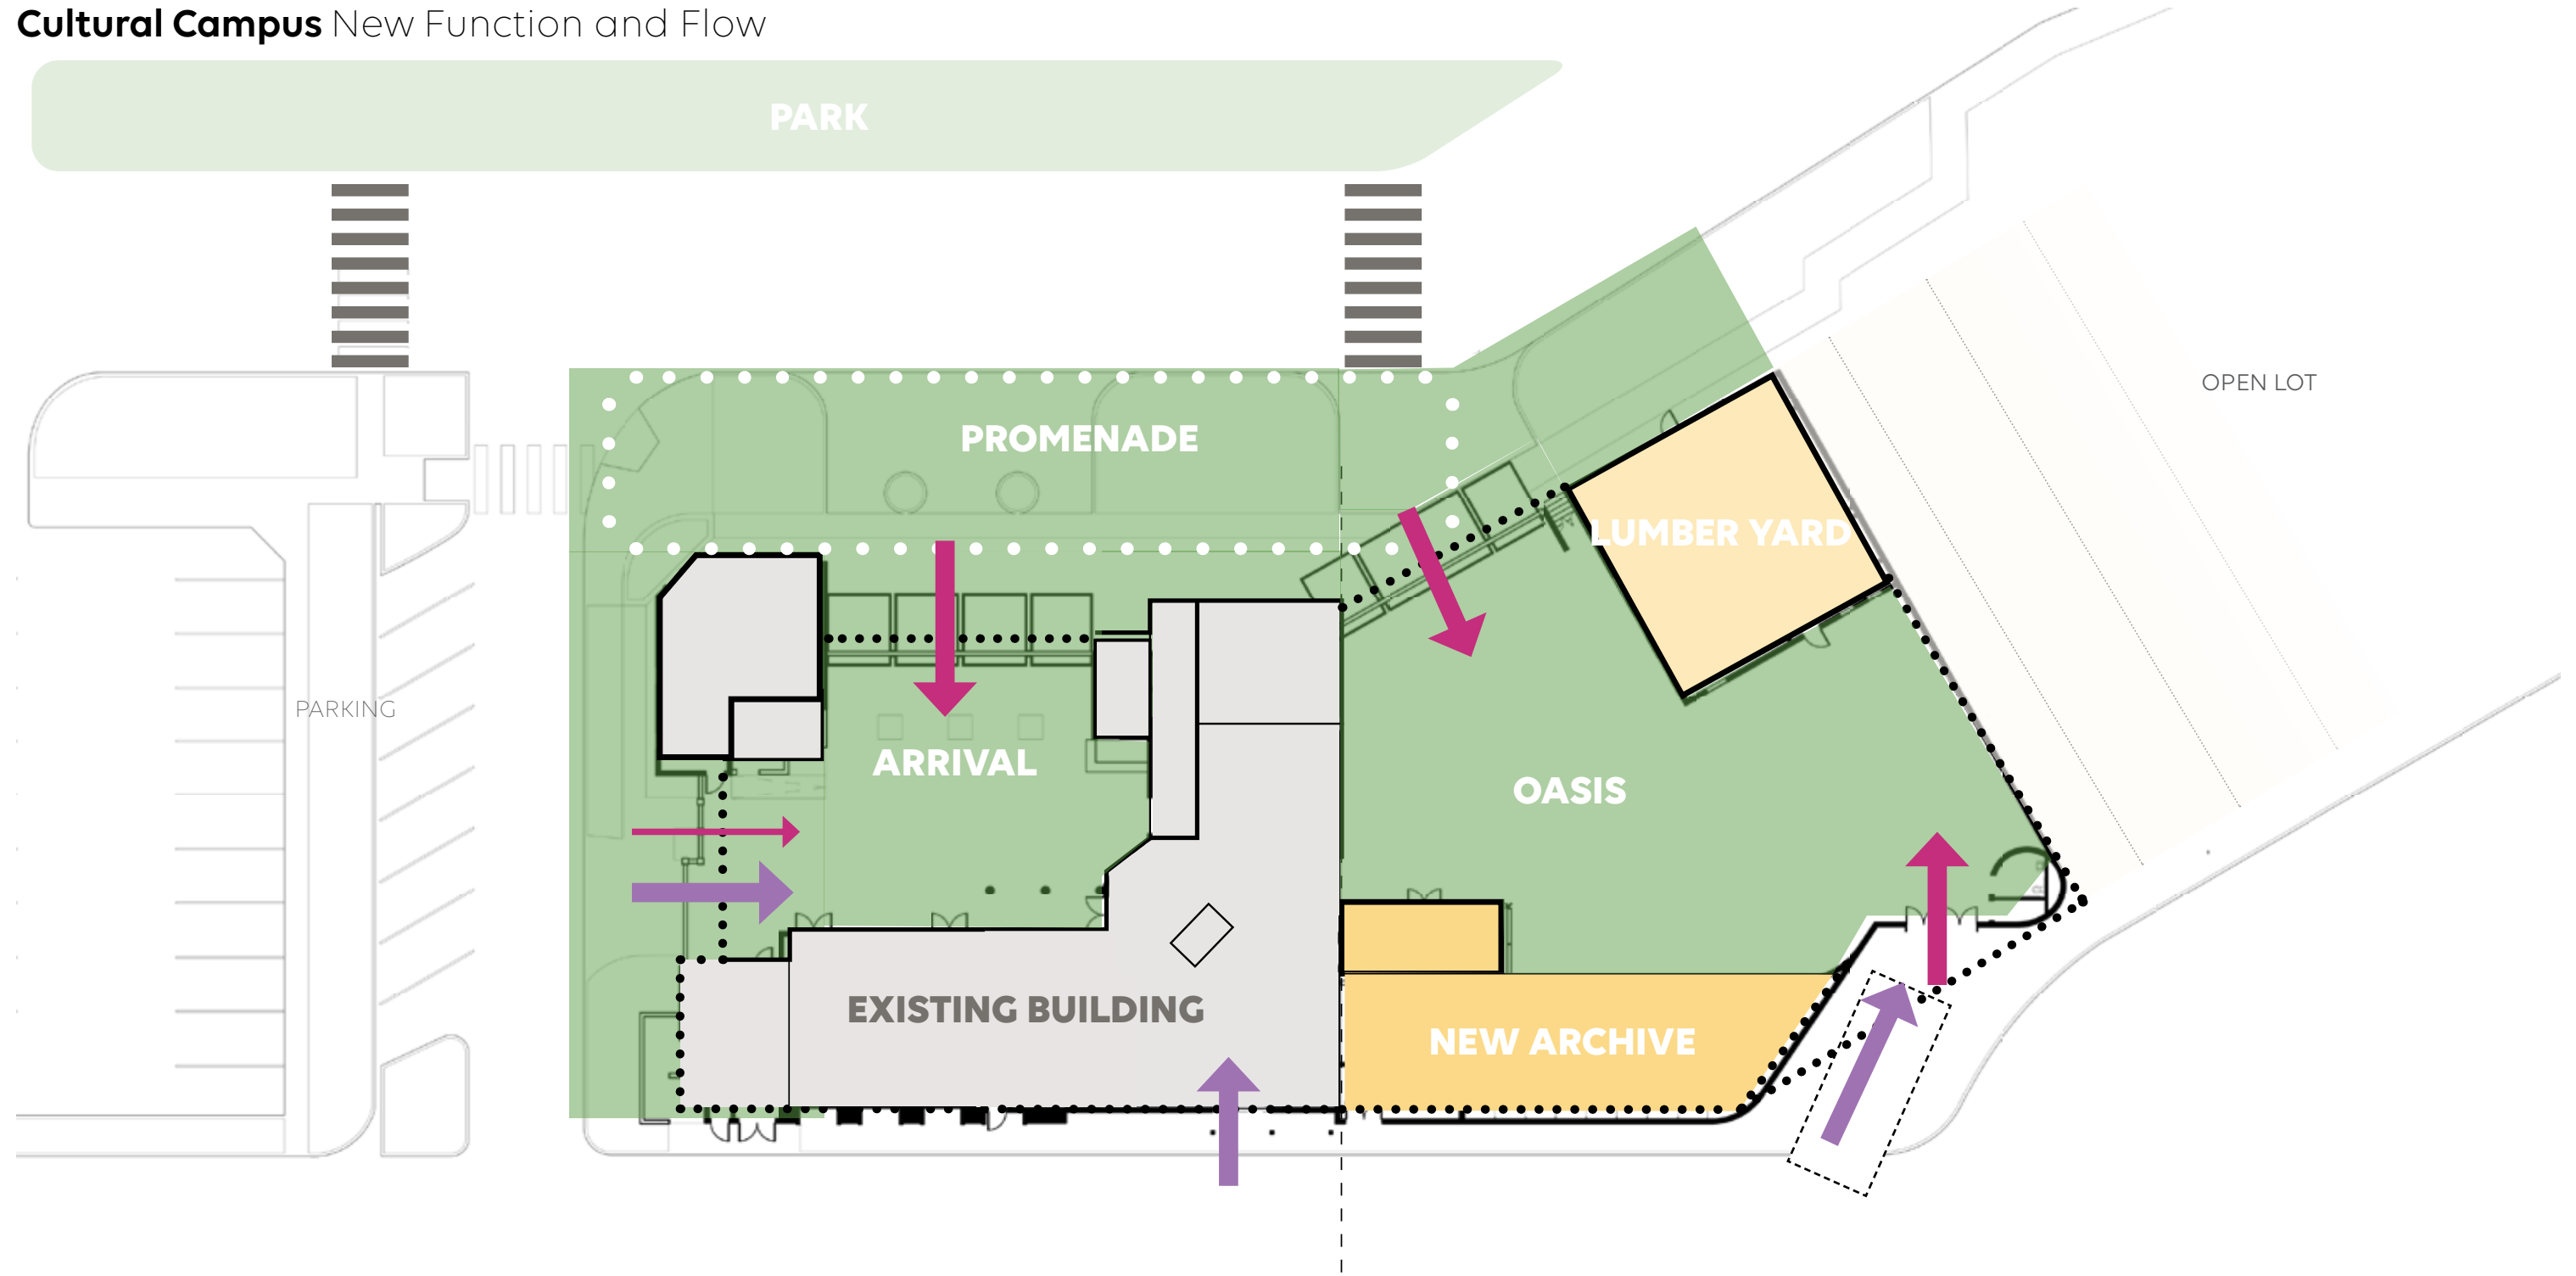 Cultural Campus New Function and Flow
PARK
OPEN LOT
PROMENADE
LUMBER YARD
PARKING
ARRIVAL
OASIS
EXISTING BUILDING
NEW ARCHIVE